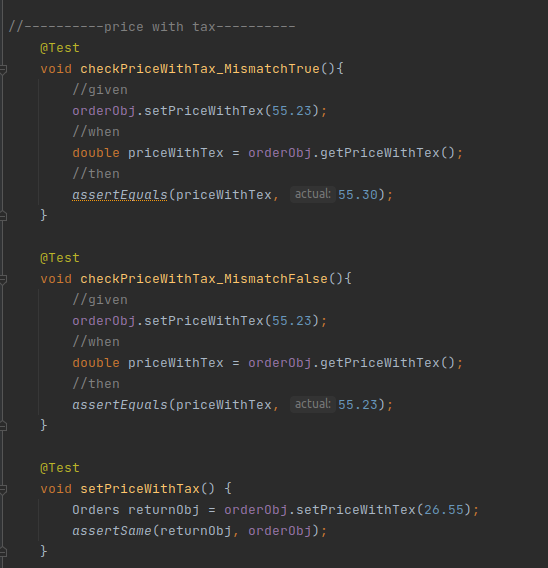 //----------price with tax----------
@Test
void checkPriceWithTax_MismatchTrue(){
//given
orderObj.setPriceWithTex(55.23);
//when
double priceWithTex = orderObj.getPriceWithTex();
//then
assertEquals(priceWithTex, actual: 55.30);
}
@Test
void checkPriceWithTax_MismatchFalse(){
//given
orderObj.setPriceWithTex(55.23);
//when
double priceWithTex = orderObj.getPriceWithTex();
//then
assertEquals(priceWithTex, actual: 55.23);
}
@Test
void setPriceWithTax() {
Orders returnObj = orderObj.setPriceWithTex(26.55);
assertSame(returnObj, orderObj);
}